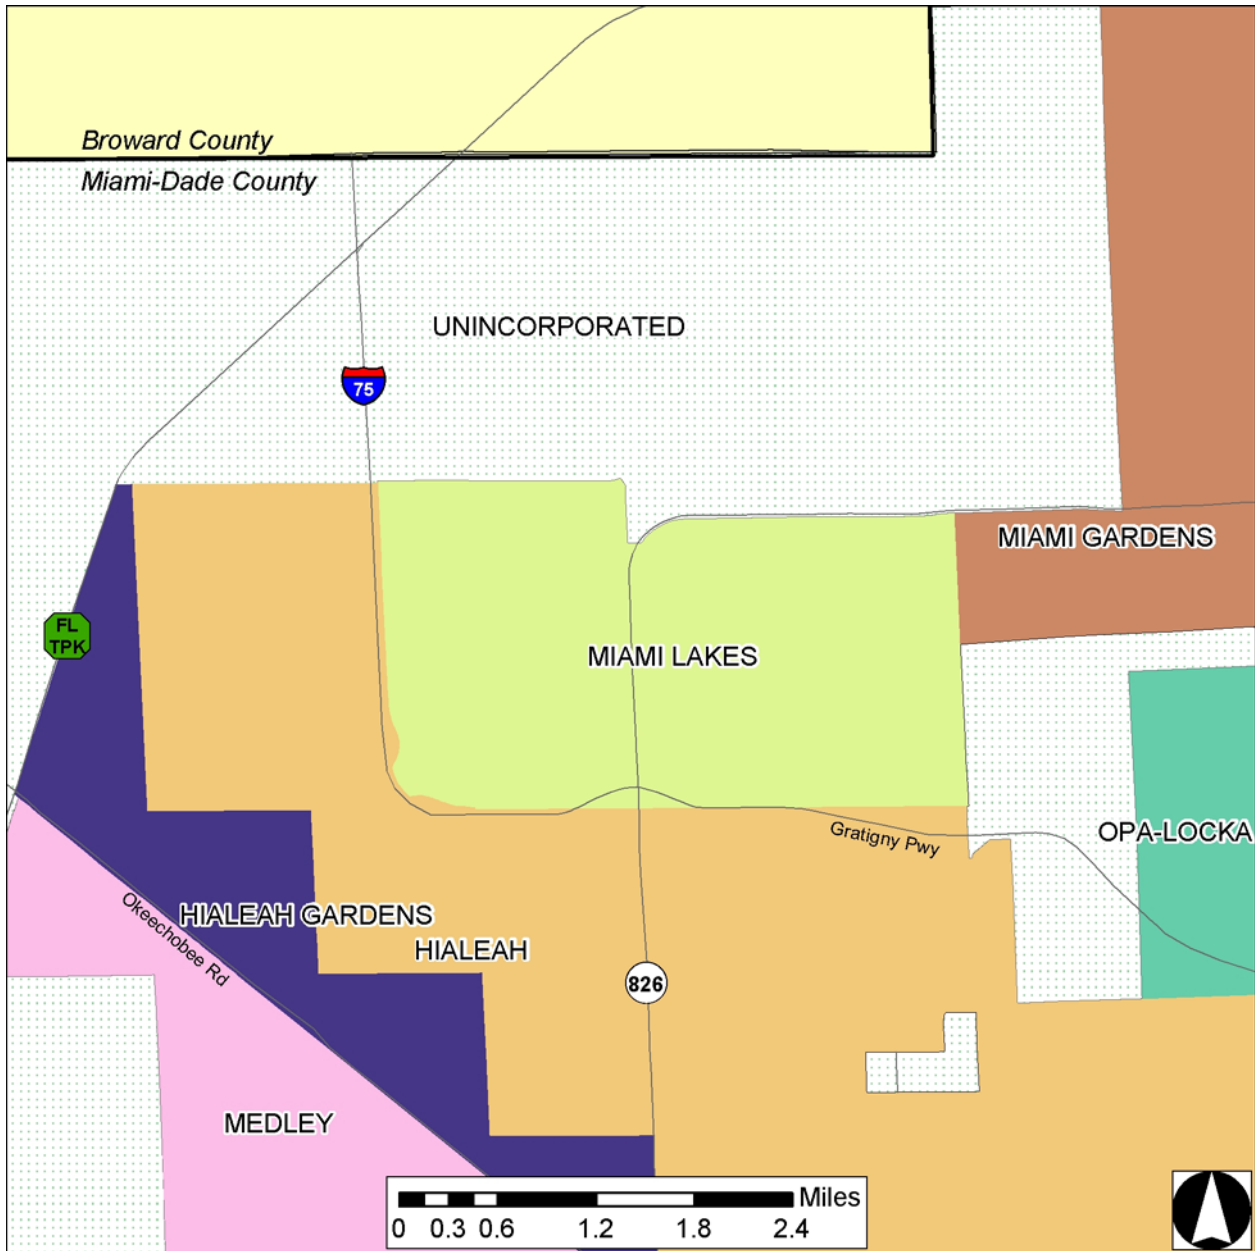 Broward County
Miami-Dade County
UNINCORPORATED
75
MIAMI GARDENS
FL
TPK
MIAMI LAKES
OPA-LOCKA
Gratigny Pwy
HIALEAH GARDENS
Okeechobee Rd
HIALEAH
826
MEDLEY
Miles
0 0.3 0.6 1.2 1.8 2.4